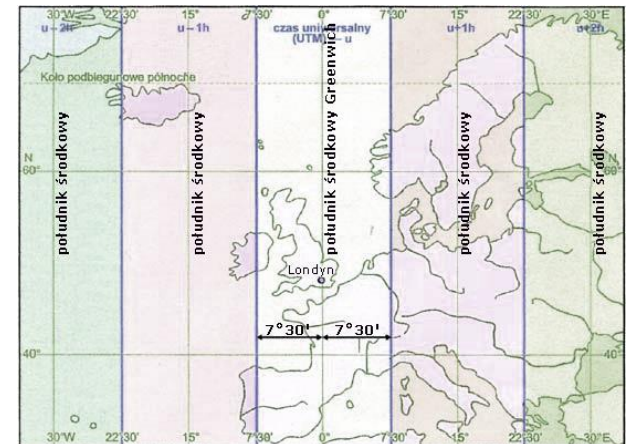 30°W 22°30' 15° 7°30' 0° 7°30' 15° 22°30' 30°E
u – 2h u – 1h czas uniwersalny u+1h u+2h
(UTM) – u
Koło podbiegunowe północne
południk środkowy
południk środkowy
południk środkowy Greenwich
południk środkowy
południk środkowy
N N
60° 60°
Londyn
7°30' 7°30'
40° 40°
30°W 22°30' 15° 7°30' 0° 7°30' 15° 22°30' 30°E